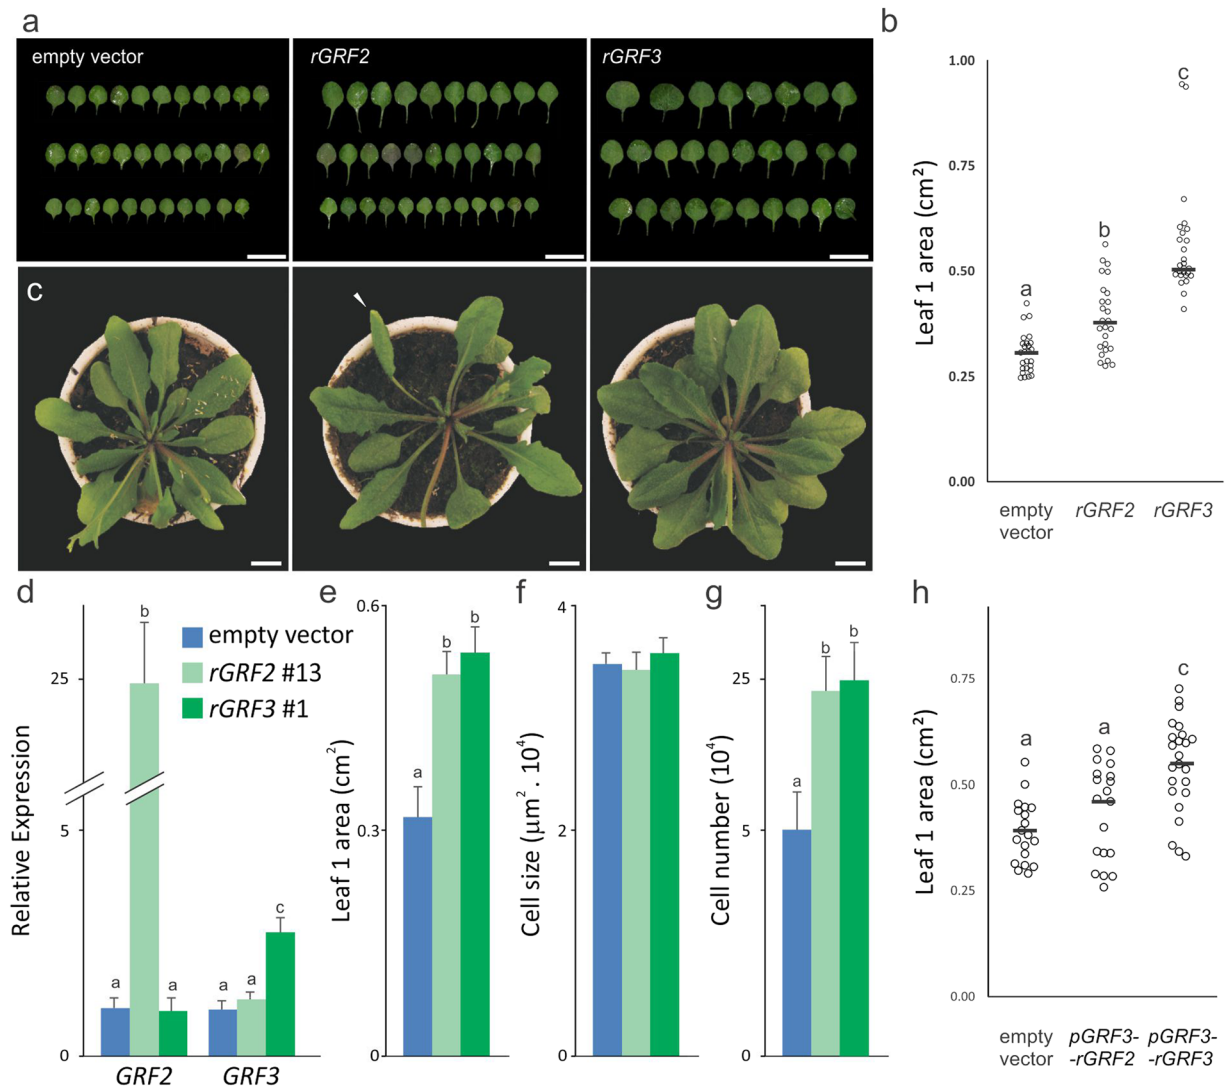 a
empty vector
rGRF2
rGRF3
b
1.00
0.75
0.50
0.25
0.00
Leaf 1 area (cm²)
a
b
c
empty
vector
rGRF2
rGRF3
c
d
25
5
0
Relative Expression
a
b
a
a
a
c
GRF2
GRF3
empty vector
rGRF2 #13
rGRF3 #1
e
0.6
0.3
0
Leaf 1 area (cm²)
a
b
b
f
4
2
0
Cell size (µm² . 10⁴)
g
25
5
0
Cell number (10⁴)
a
b
b
h
0.75
0.50
0.25
0.00
Leaf 1 area (cm²)
a
a
c
empty
vector
pGRF3-
-rGRF2
pGRF3-
-rGRF3